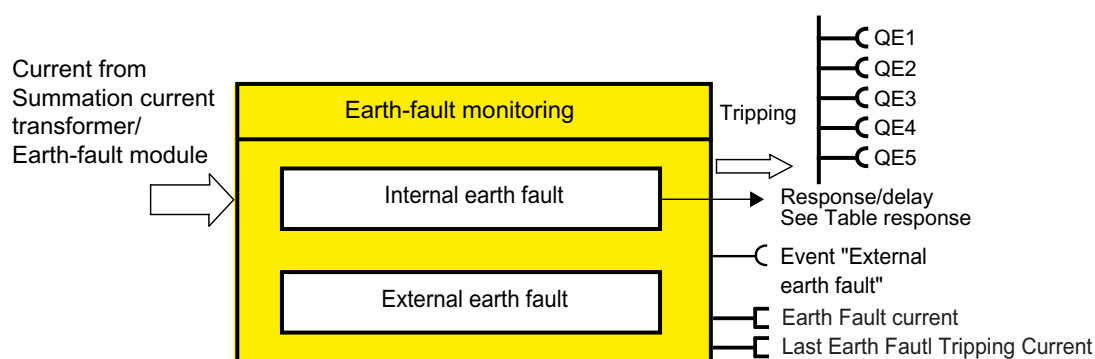 Current from
Summation current
transformer/
Earth-fault module
Earth-fault monitoring
Internal earth fault
External earth fault
Tripping
QE1
QE2
QE3
QE4
QE5
Response/delay
See Table response
Event "External
earth fault"
Earth Fault current
Last Earth Fautl Tripping Current